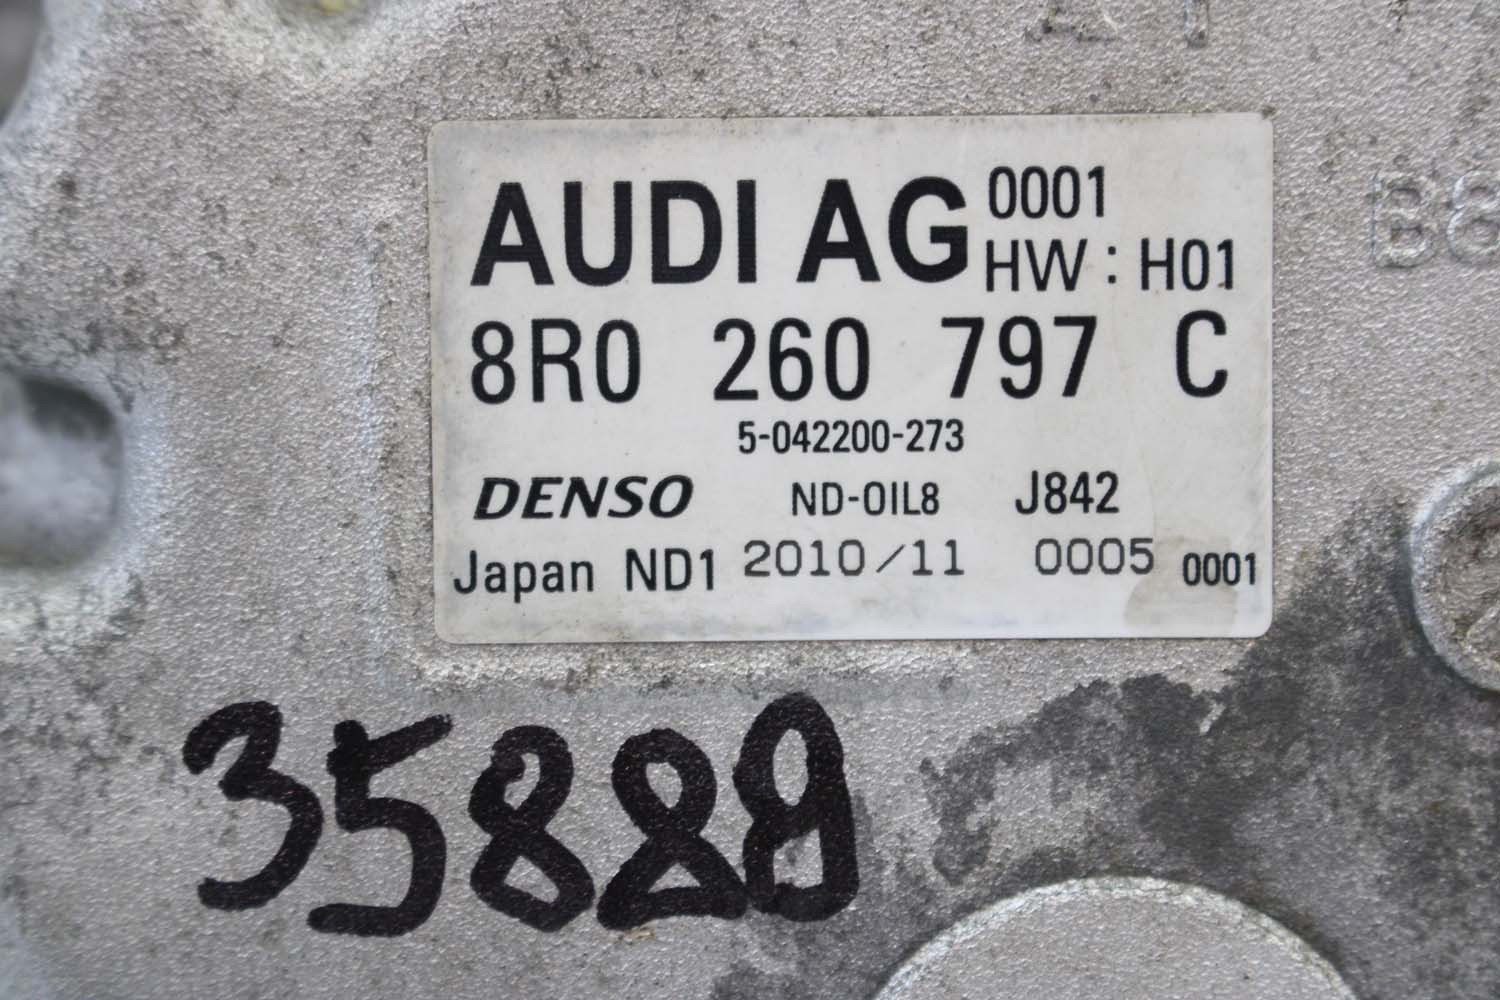 AUDI AG 0001
HW : H01
8R0 260 797 C
5-042200-273
DENSO ND-OIL8 J842
Japan ND1 2010/11 0005 0001
35889